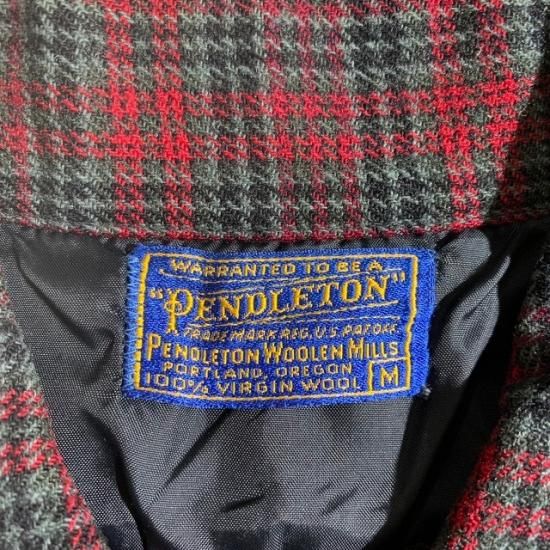 WARRANTED TO BE A
"PENDLETON"
TRADE MARK REG. U.S. PAT. OFF.
PENDLETON WOOLEN MILLS
PORTLAND, OREGON
100% VIRGIN WOOL M